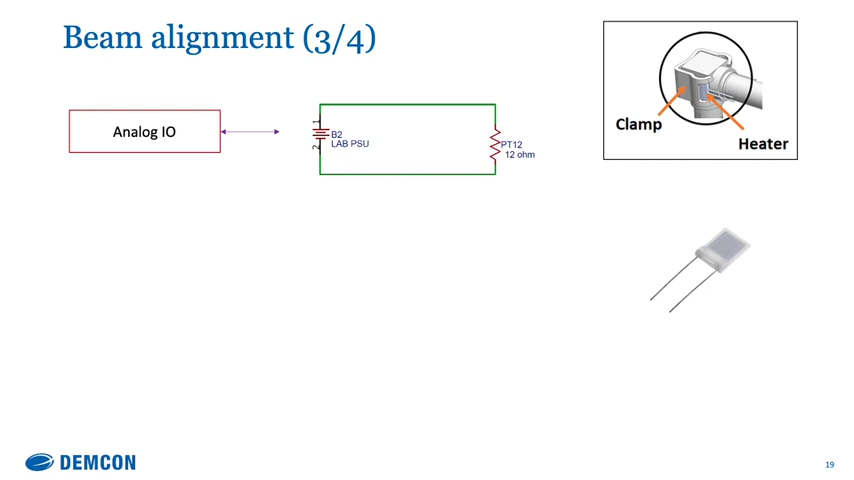 Beam alignment (3/4)
Analog IO
1
B2
LAB PSU
2
PT12
12 ohm
Clamp
Heater
DEMCON
19